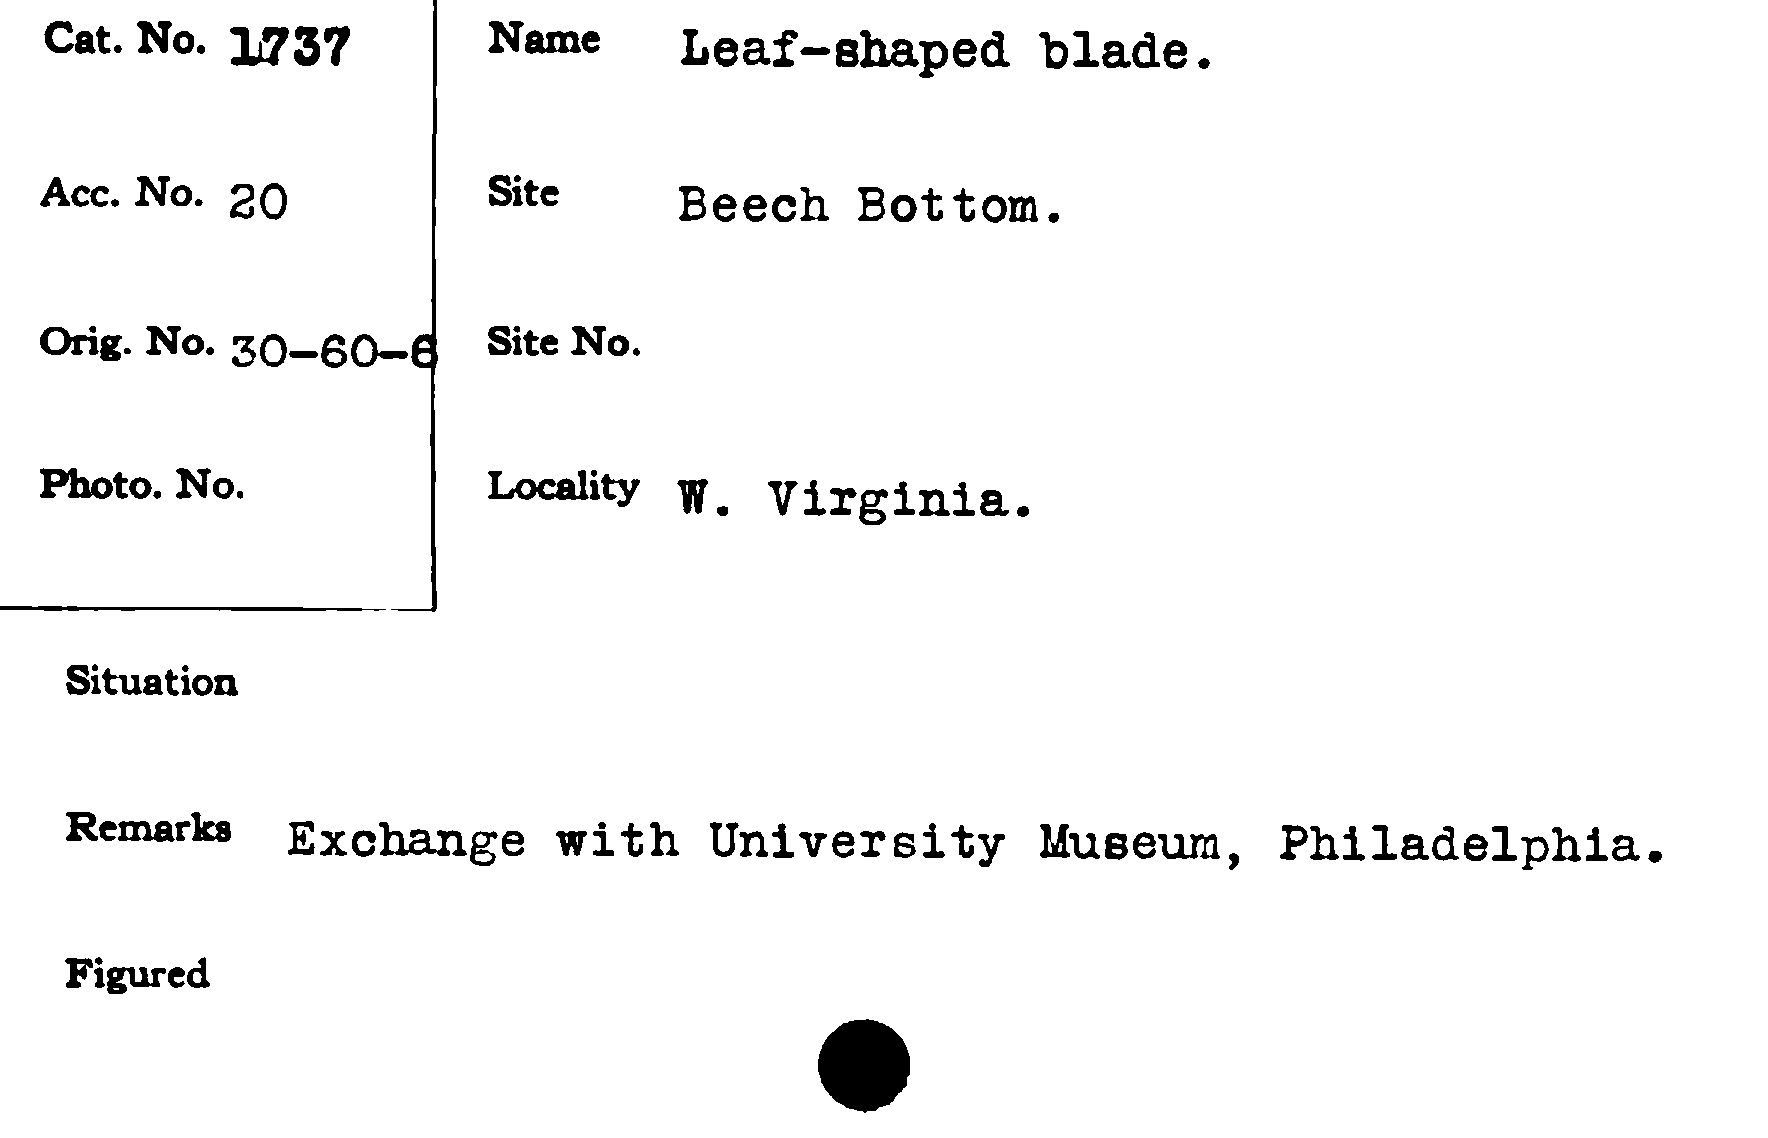 Cat. No. 1737
Name Leaf-shaped blade.
Acc. No. 20
Site Beech Bottom.
Orig. No. 30-60-6
Site No.
Photo. No.
Locality W. Virginia.
Situation
Remarks Exchange with University Museum, Philadelphia.
Figured